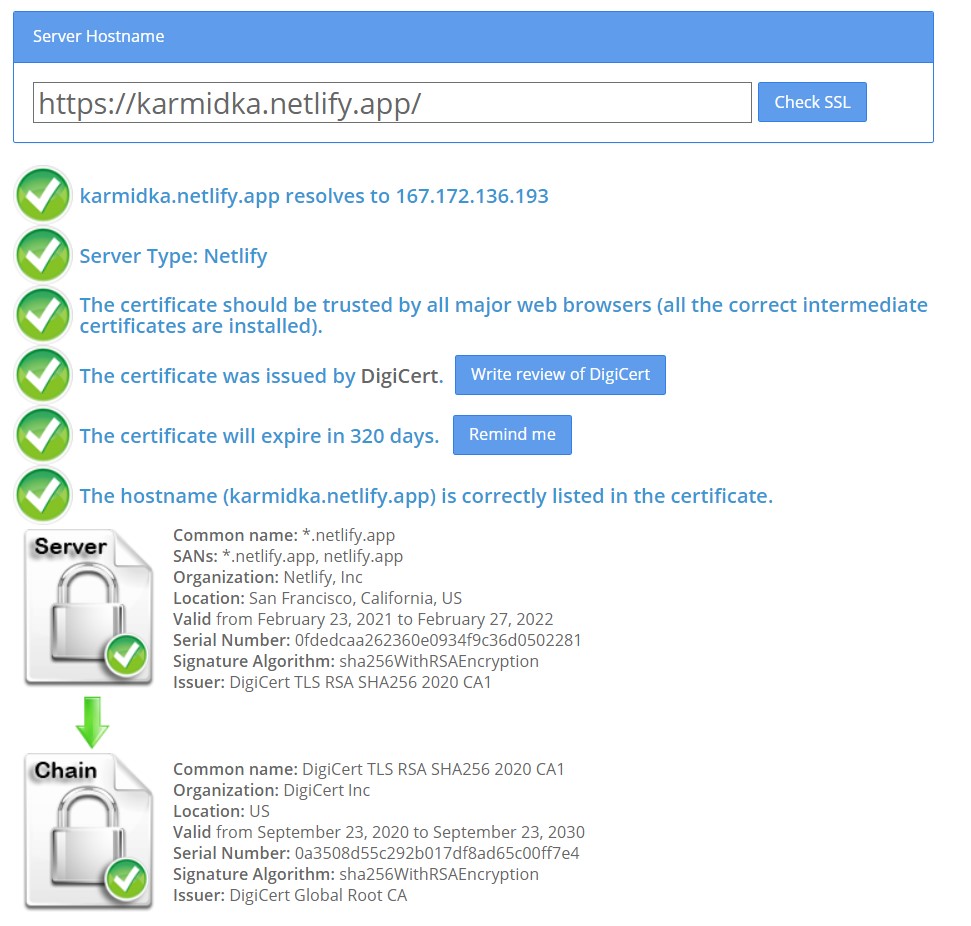 Server Hostname
https://karmidka.netlify.app/
Check SSL
karmidka.netlify.app resolves to 167.172.136.193
Server Type: Netlify
The certificate should be trusted by all major web browsers (all the correct intermediate
certificates are installed).
The certificate was issued by DigiCert. Write review of DigiCert
The certificate will expire in 320 days. Remind me
The hostname (karmidka.netlify.app) is correctly listed in the certificate.
Server
Common name: *.netlify.app
SANs: *.netlify.app, netlify.app
Organization: Netlify, Inc
Location: San Francisco, California, US
Valid from February 23, 2021 to February 27, 2022
Serial Number: 0fdedcaa262360e0934f9c36d0502281
Signature Algorithm: sha256WithRSAEncryption
Issuer: DigiCert TLS RSA SHA256 2020 CA1
Chain
Common name: DigiCert TLS RSA SHA256 2020 CA1
Organization: DigiCert Inc
Location: US
Valid from September 23, 2020 to September 23, 2030
Serial Number: 0a3508d55c292b017df8ad65c00ff7e4
Signature Algorithm: sha256WithRSAEncryption
Issuer: DigiCert Global Root CA